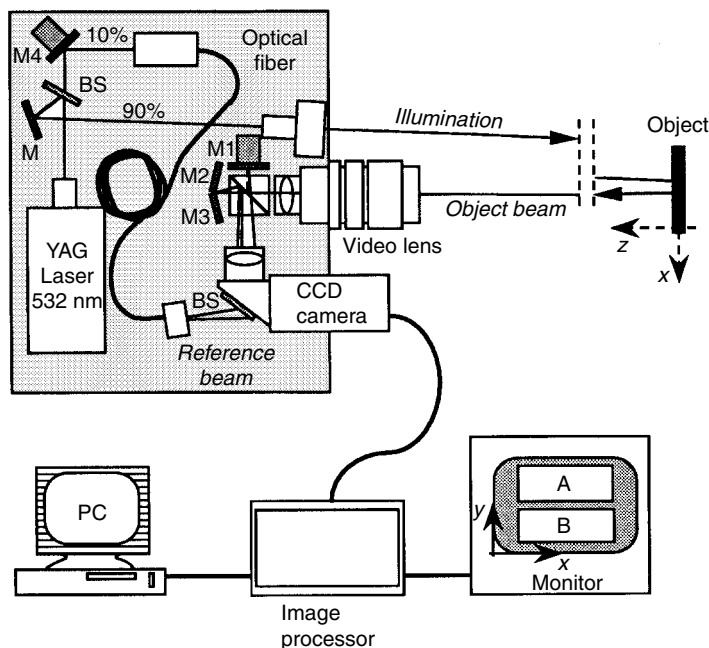 10%
Optical
fiber
M4
BS
90%
Illumination
M
M1
Object
M2
M3
Object beam
z
x
Video lens
YAG
Laser
532 nm
BS
CCD
camera
Reference
beam
PC
A
B
y
x
Monitor
Image
processor